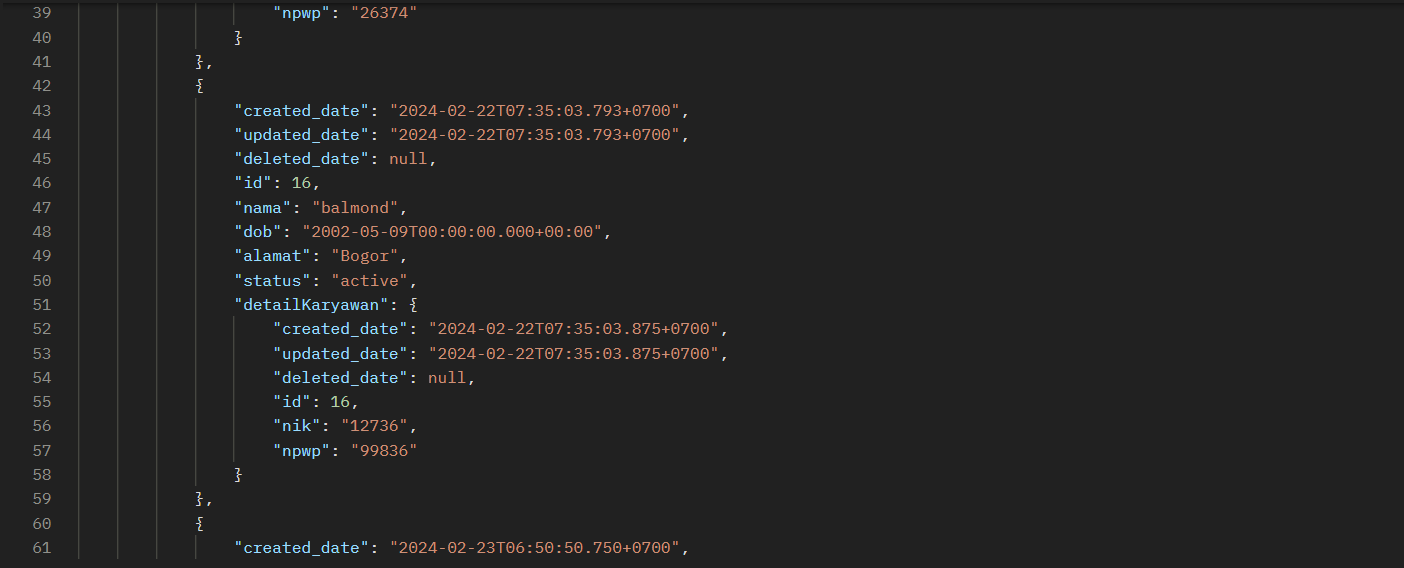 39 "npwp": "26374"
40 }
41 },
42 {
43 "created_date": "2024-02-22T07:35:03.793+0700",
44 "updated_date": "2024-02-22T07:35:03.793+0700",
45 "deleted_date": null,
46 "id": 16,
47 "nama": "balmond",
48 "dob": "2002-05-09T00:00:00.000+00:00",
49 "alamat": "Bogor",
50 "status": "active",
51 "detailKaryawan": {
52 "created_date": "2024-02-22T07:35:03.875+0700",
53 "updated_date": "2024-02-22T07:35:03.875+0700",
54 "deleted_date": null,
55 "id": 16,
56 "nik": "12736",
57 "npwp": "99836"
58 }
59 },
60 {
61 "created_date": "2024-02-23T06:50:50.750+0700",